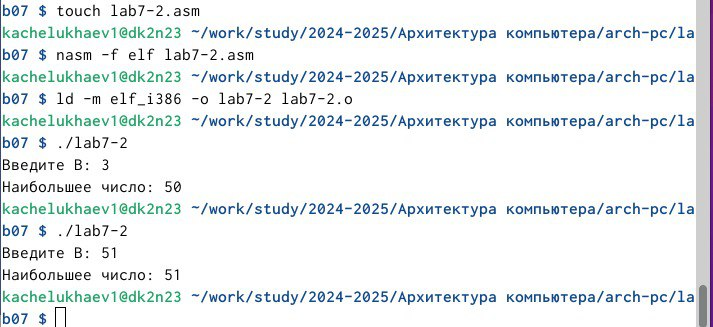 b07 $ touch lab7-2.asm
kachelukhaev1@dk2n23 ~/work/study/2024-2025/Архитектура компьютера/arch-pc/la
b07 $ nasm -f elf lab7-2.asm
kachelukhaev1@dk2n23 ~/work/study/2024-2025/Архитектура компьютера/arch-pc/la
b07 $ ld -m elf_i386 -o lab7-2 lab7-2.o
kachelukhaev1@dk2n23 ~/work/study/2024-2025/Архитектура компьютера/arch-pc/la
b07 $ ./lab7-2
Введите B: 3
Наибольшее число: 50
kachelukhaev1@dk2n23 ~/work/study/2024-2025/Архитектура компьютера/arch-pc/la
b07 $ ./lab7-2
Введите B: 51
Наибольшее число: 51
kachelukhaev1@dk2n23 ~/work/study/2024-2025/Архитектура компьютера/arch-pc/la
b07 $